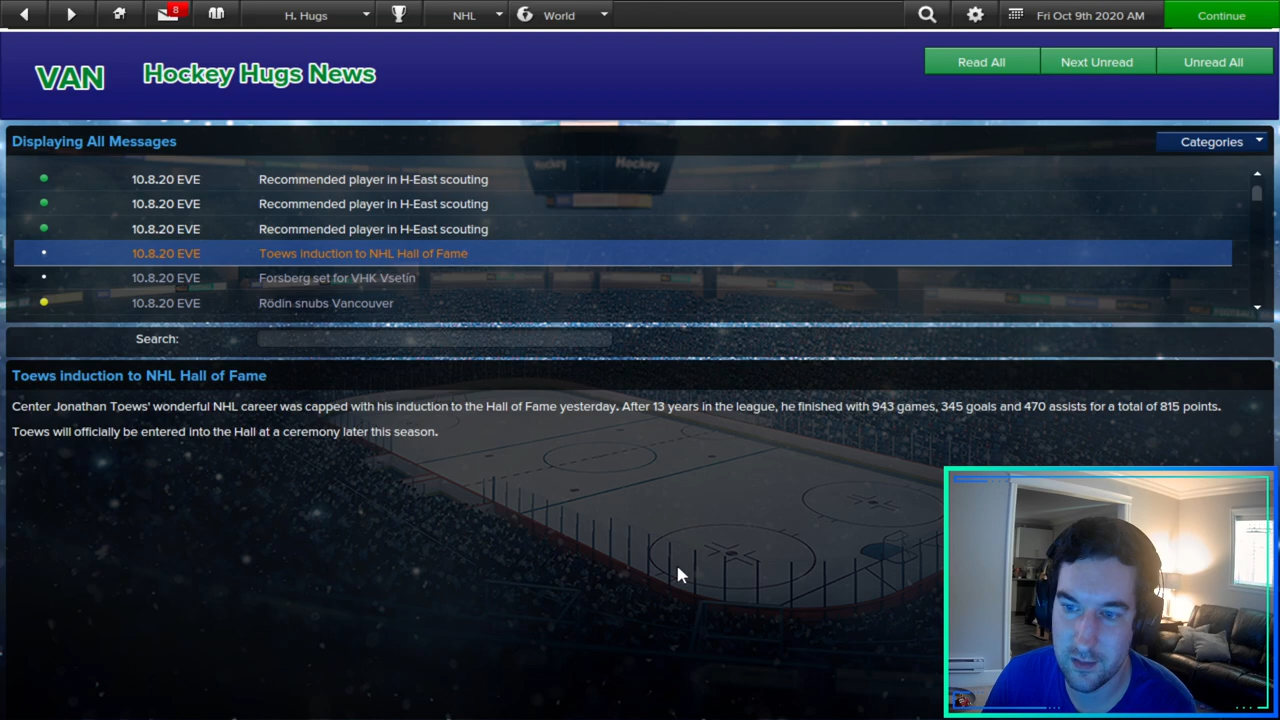 8
H. Hugs
NHL
World
Fri Oct 9th 2020 AM
Continue
VAN
Hockey Hugs News
Read All
Next Unread
Unread All
Displaying All Messages
Categories
10.8.20 EVE Recommended player in H-East scouting
10.8.20 EVE Recommended player in H-East scouting
10.8.20 EVE Recommended player in H-East scouting
10.8.20 EVE Toews induction to NHL Hall of Fame
10.8.20 EVE Forsberg set for VHK Vsetín
10.8.20 EVE Rödin snubs Vancouver
Search:
Toews induction to NHL Hall of Fame
Center Jonathan Toews' wonderful NHL career was capped with his induction to the Hall of Fame yesterday. After 13 years in the league, he finished with 943 games, 345 goals and 470 assists for a total of 815 points.
Toews will officially be entered into the Hall at a ceremony later this season.